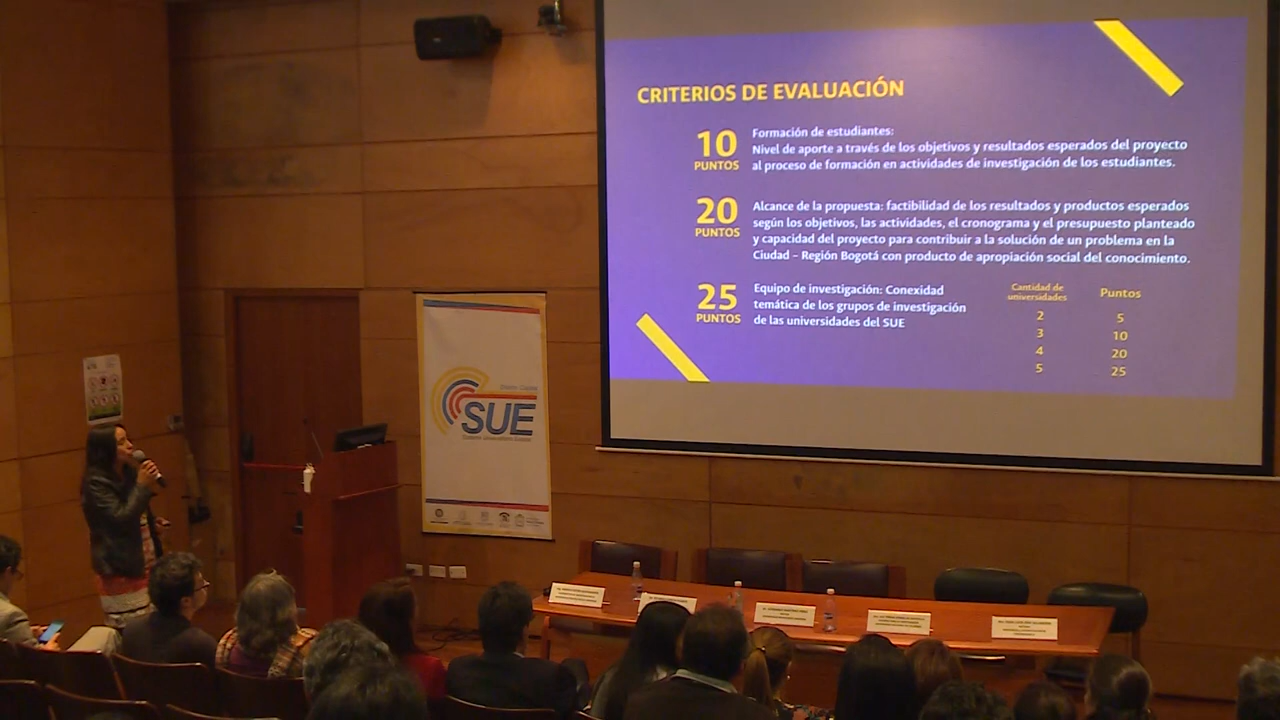 CRITERIOS DE EVALUACIÓN
10
PUNTOS
Formación de estudiantes:
Nivel de aporte a través de los objetivos y resultados esperados del proyecto
al proceso de formación en actividades de investigación de los estudiantes.
20
PUNTOS
Alcance de la propuesta: factibilidad de los resultados y productos esperados
según los objetivos, las actividades, el cronograma y el presupuesto planteado
y capacidad del proyecto para contribuir a la solución de un problema en la
Ciudad – Región Bogotá con producto de apropiación social del conocimiento.
25
PUNTOS
Equipo de investigación: Conexidad
temática de los grupos de investigación
de las universidades del SUE
Cantidad de
universidades
Puntos
2 5
3 10
4 20
5 25
SUE